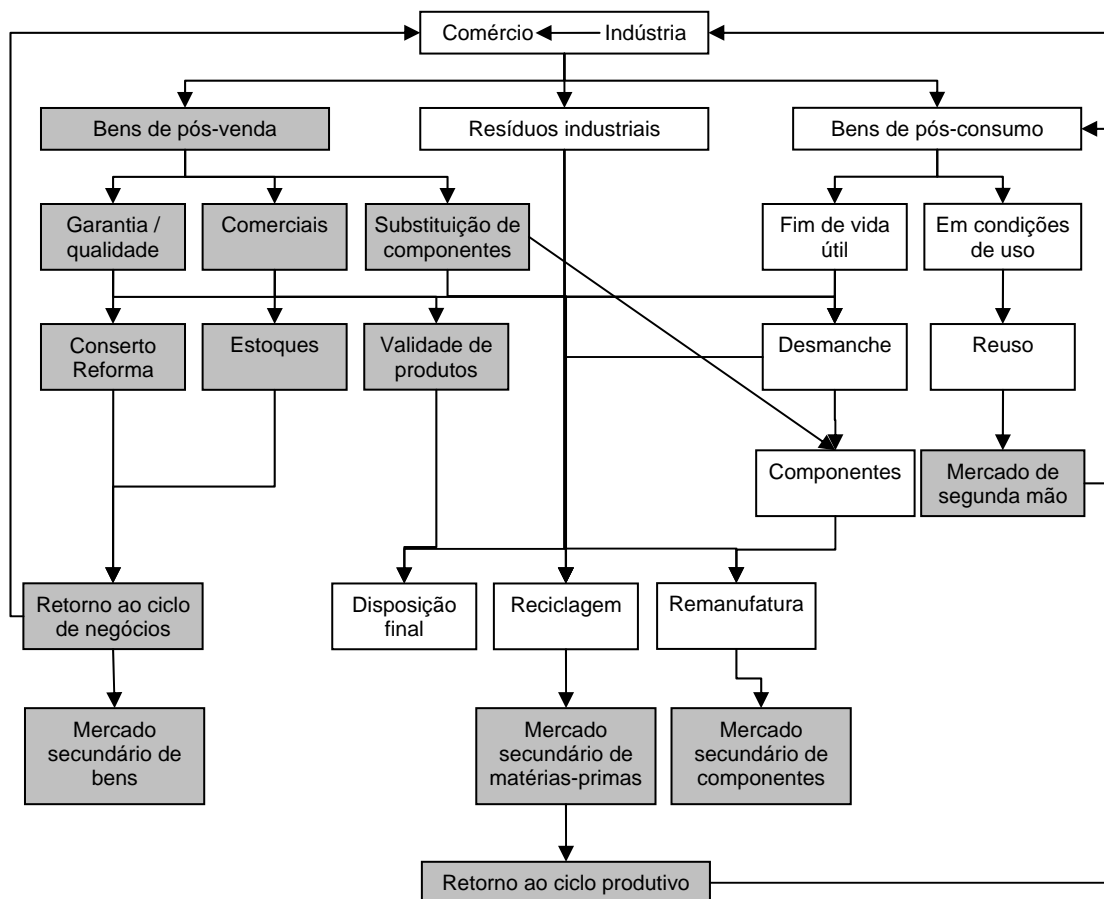 Comércio Indústria
Bens de pós-venda
Resíduos industriais
Bens de pós-consumo
Garantia /
qualidade
Comerciais
Substituição de
componentes
Fim de vida
útil
Em condições
de uso
Conserto
Reforma
Estoques
Validade de
produtos
Desmanche
Reuso
Componentes
Mercado de
segunda mão
Retorno ao ciclo
de negócios
Disposição
final
Reciclagem
Remanufatura
Mercado
secundário de
bens
Mercado
secundário de
matérias-primas
Mercado
secundário de
componentes
Retorno ao ciclo produtivo